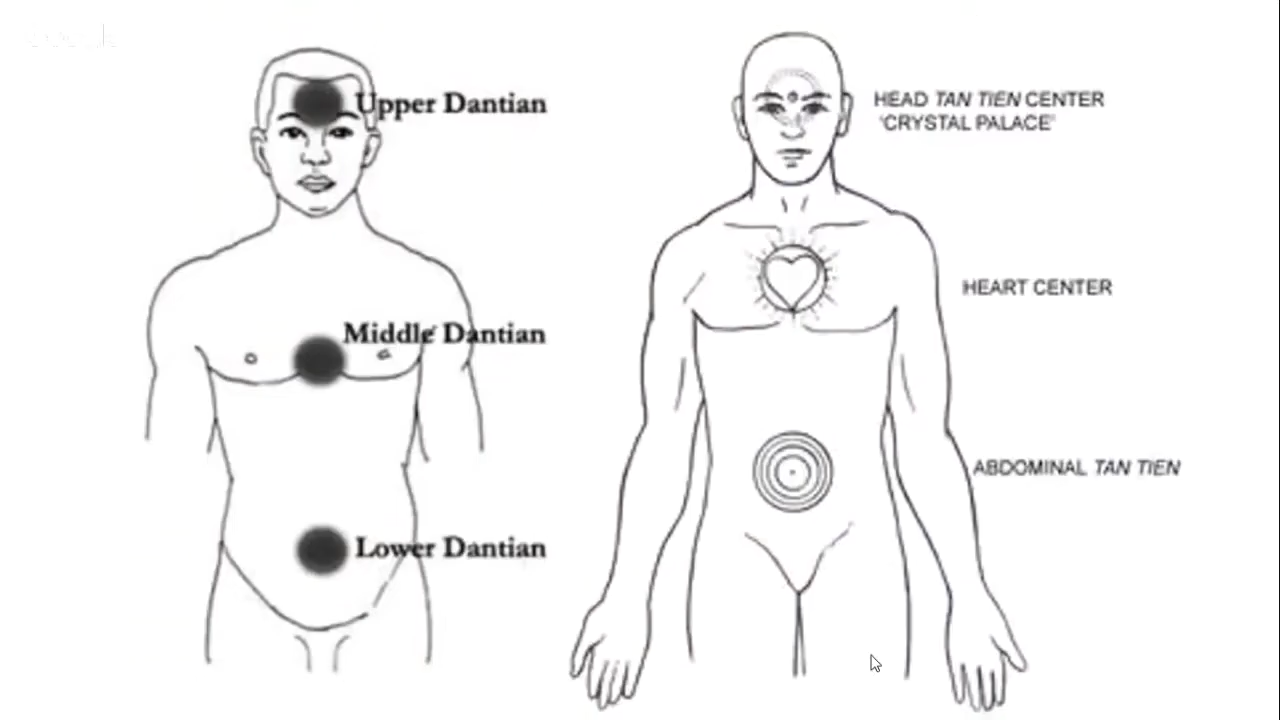 Upper Dantian
Middle Dantian
Lower Dantian
HEAD TAN TIEN CENTER
'CRYSTAL PALACE'
HEART CENTER
ABDOMINAL TAN TIEN